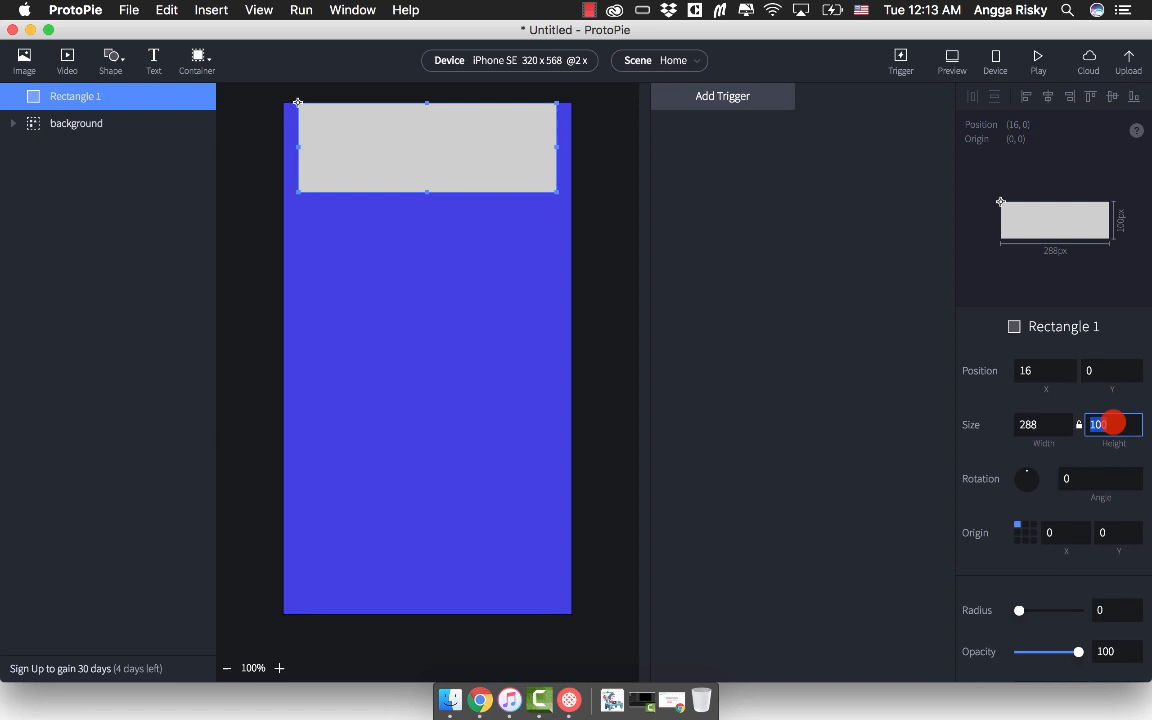 ProtoPie File Edit Insert View Run Window Help Tue 12:13 AM Angga Risky
* Untitled - ProtoPie
Image Video Shape Text Container
Device iPhone SE 320 x 568 @2 x
Scene Home
Trigger Preview Device Play Cloud Upload
Rectangle 1
background
Add Trigger
Position (16, 0)
Origin (0, 0)
?
100px
288px
Rectangle 1
Position 16 0
X Y
Size 288 100
Width Height
Rotation 0
Angle
Origin 0 0
X Y
Radius 0
Opacity 100
Sign Up to gain 30 days (4 days left)
100%